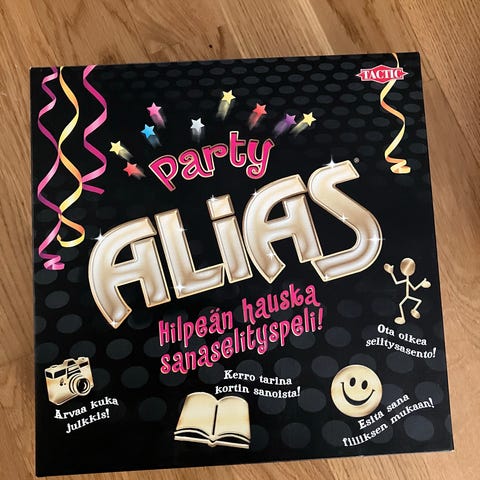 TACTIC
Party
ALiAS
Hilpeän hauska
sanaselityspeli!
Ota oikea
selitysasento!
Kerro tarina
kortin sanoista!
Arvaa kuka
julkkis!
Esitä sana
fiiliksen mukaan!